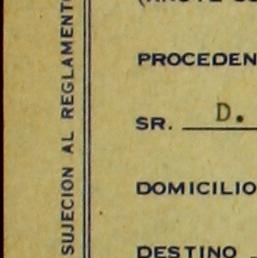 SUJECION AL REGLAMENTO
PROCEDEN
SR. D.
DOMICILIO
DESTINO